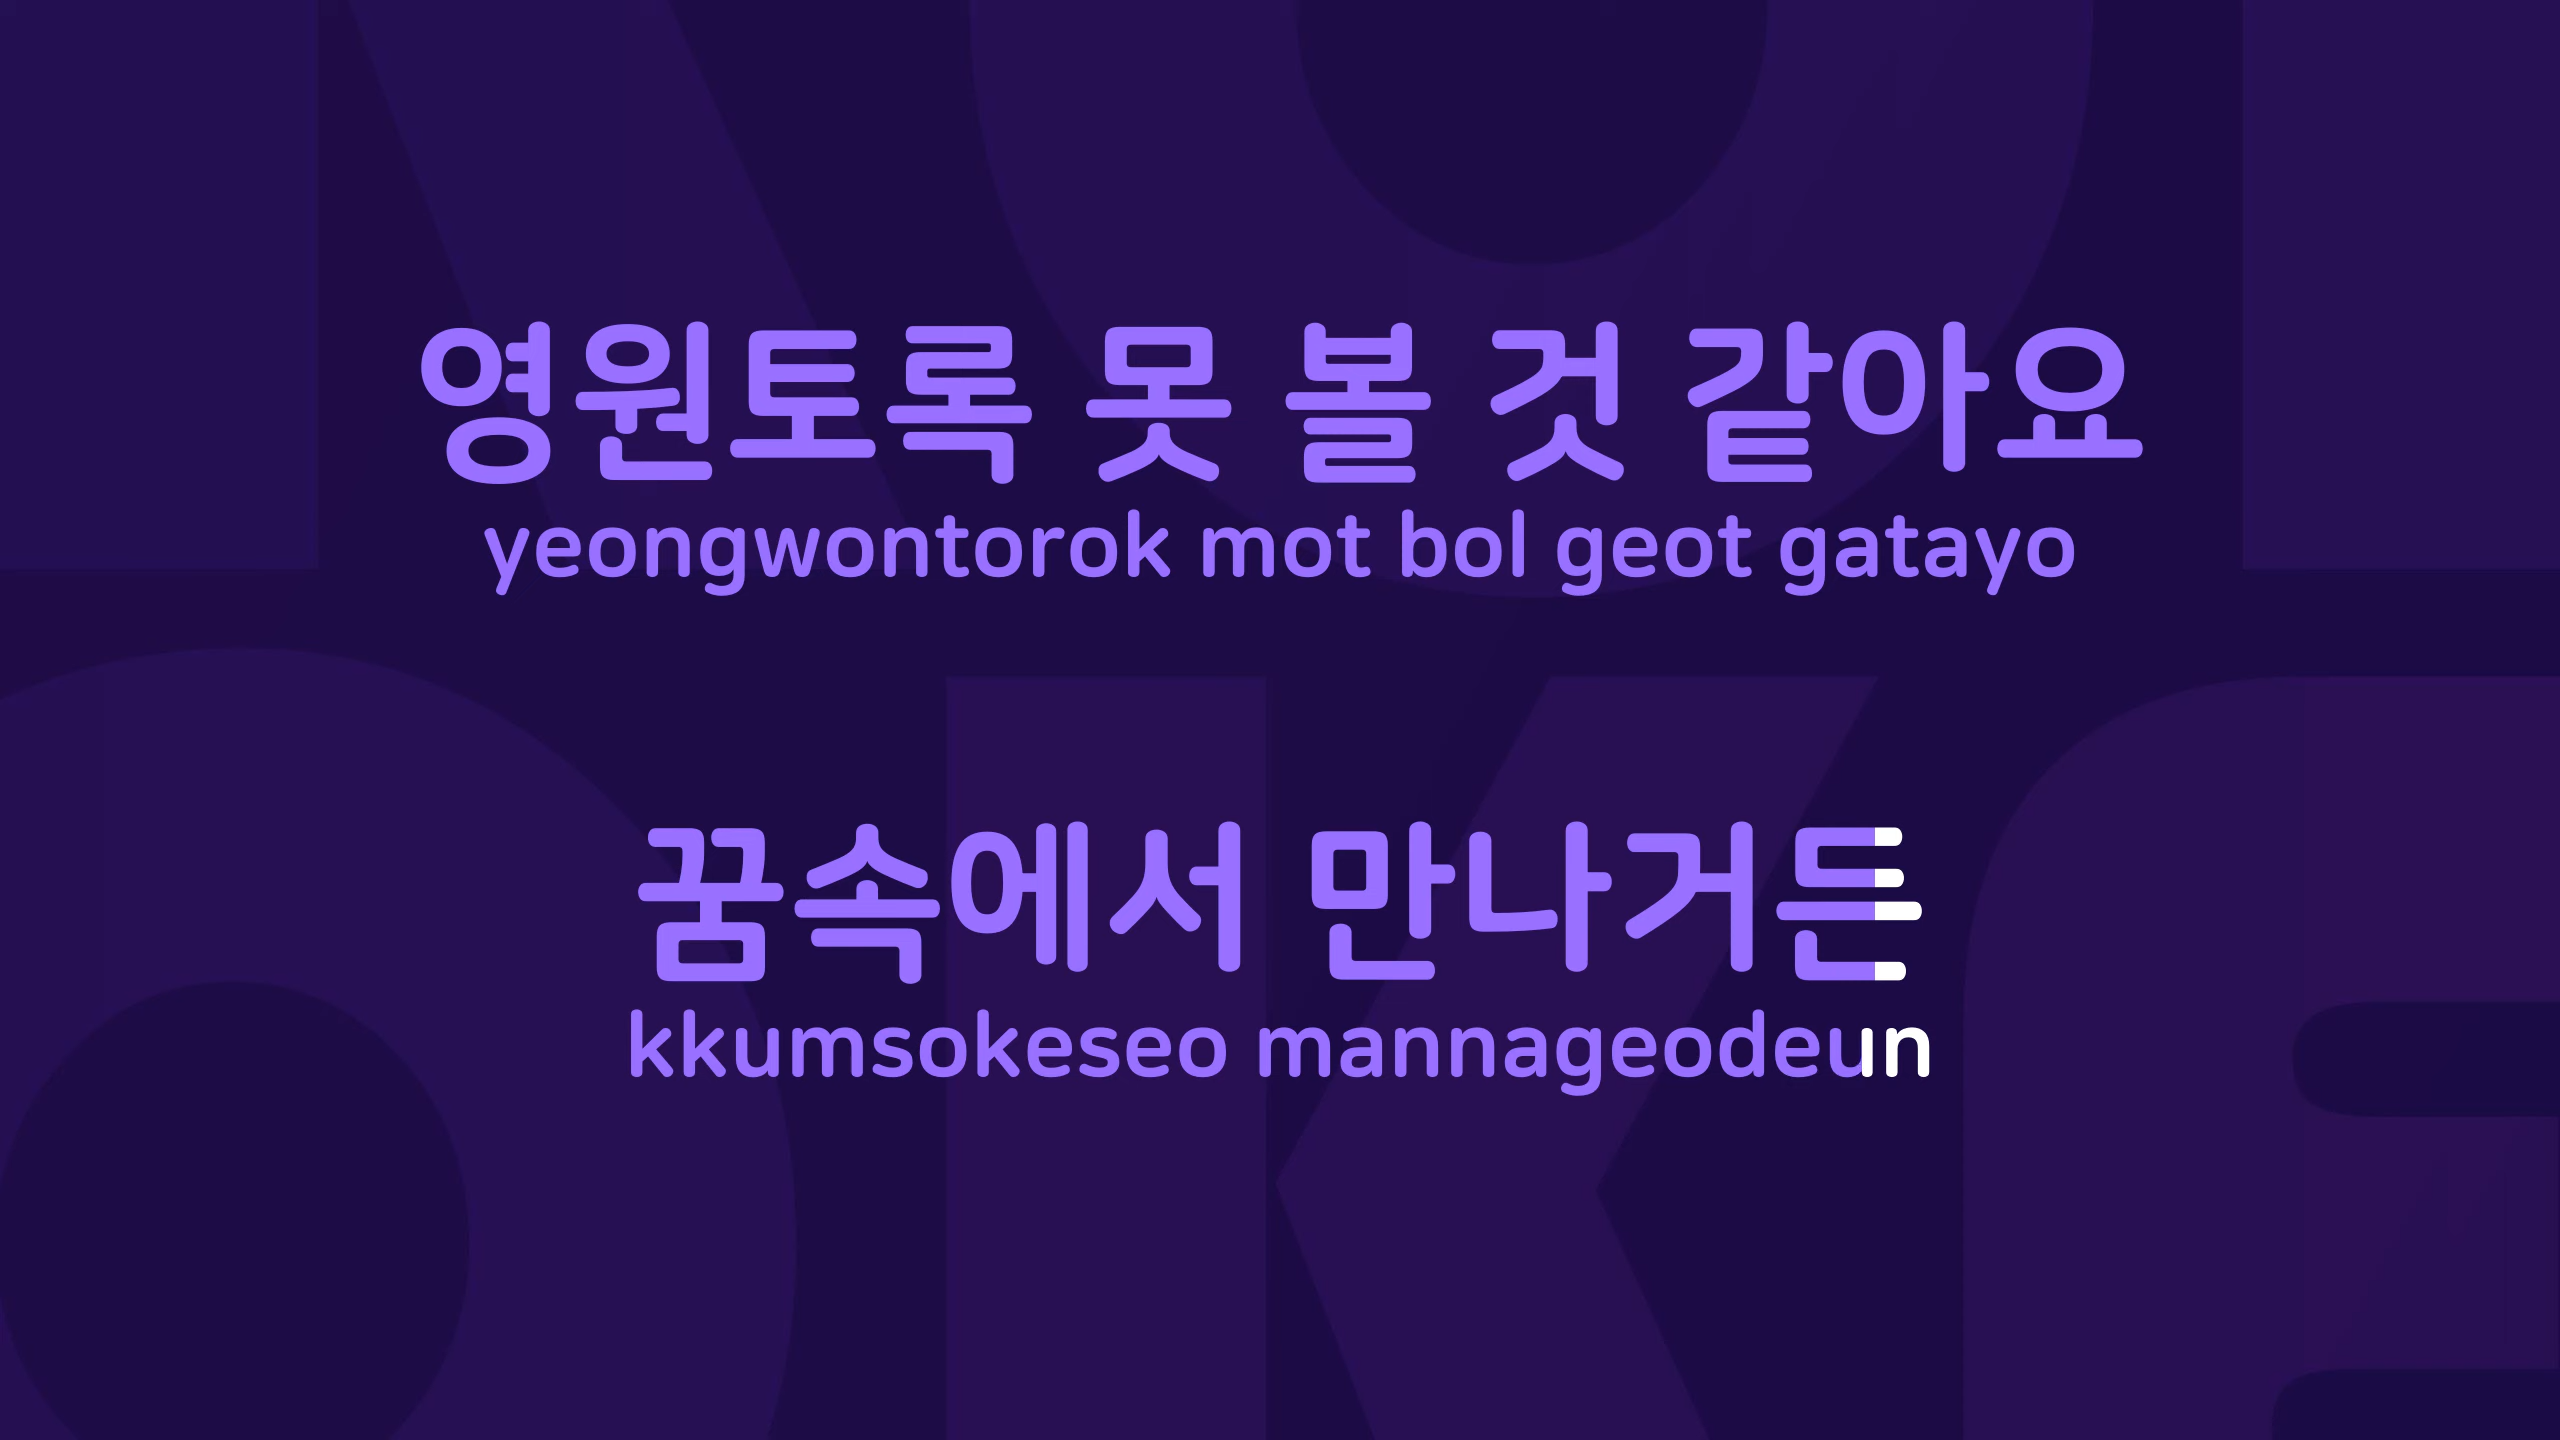 영원토록 못 볼 것 같아요
yeongwontorok mot bol geot gatayo
꿈속에서 만나거든
kkumsokeseo mannageodeun